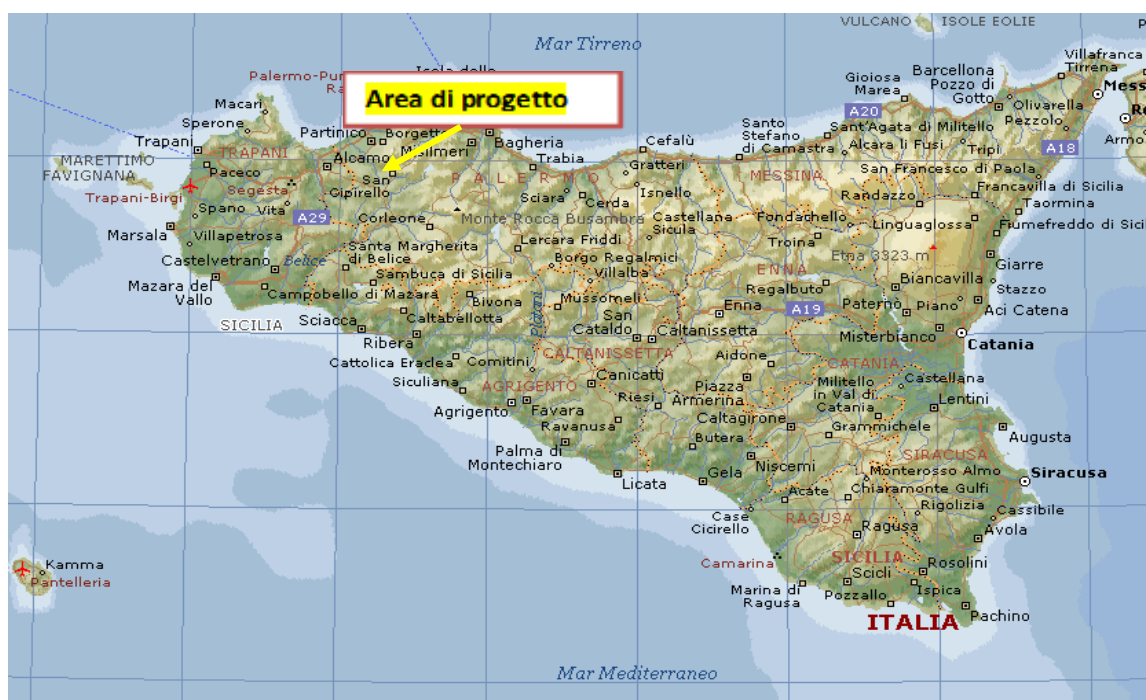 VULCANO
ISOLE EOLIE
Mar Tirreno
Villafranca
Tirrena
Palermo-Pu
Area di progetto
Gioiosa
Marea
Barcellona
Pozzo di
Gotto
Mess
Macari
A20
Olivarella
Sperone
Partinico
Borgetto
Santo
Stefano
di Camastra
Sant'Agata di Militello
Pezzolo
Trapani
Misilmeri
Bagheria
Cefalù
Tripi
A18
Armo
MARETTIMO
FAVIGNANA
TRAPANI
Paceco
Alcamo
Trabia
Gratteri
Alcara li Fusi
San Francesco di Paola
Segesta
San
Cipirello
PALERMO
MESSINA
Trapani-Birgi
Sciara
Cerda
Isnello
Randazzo
Francavilla di Sicilia
Spano
Vita
A29
Corleone
Monte Rocca Busambra
Castellana
Sicula
Fondachello
Linguaglossa
Taormina
Marsala
Villapetrosa
Santa Margherita
di Belice
Lercara Friddi
Troina
Fiumefreddo di Sici
Castelvetrano
Belice
Borgo Regalmici
Etna 3323 m
Giarre
Mazara del
Vallo
Sambuca di Sicilia
Villalba
ENNA
Regalbuto
Biancavilla
Stazzo
Campobello di Mazara
Bivona
Mussomeli
Enna
A19
Paternò
Piano
Aci Catena
SICILIA
Sciacca
Caltabellotta
Platani
San
Cataldo
Caltanissetta
Misterbianco
Ribera
Catania
Cattolica Eraclea
Comitini
CALTANISSETTA
Aidone
CATANIA
Siculiana
AGRIGENTO
Canicattì
Piazza
Armerina
Militello
in Val di
Catania
Castellana
Agrigento
Favara
Riesi
Caltagirone
Lentini
Ravanusa
Grammichele
Butera
Augusta
Palma di
Montechiaro
SIRACUSA
Gela
Niscemi
Monterosso Almo
Siracusa
Licata
Acate
Chiaramonte Gulfi
Case
Cicirello
RAGUSA
Rigolizia
Cassibile
Ragusa
Avola
Kamma
Camarina
SICILIA
Pantelleria
Scicli
Rosolini
Marina di
Ragusa
Pozzallo
Ispica
Pachino
ITALIA
Mar Mediterraneo